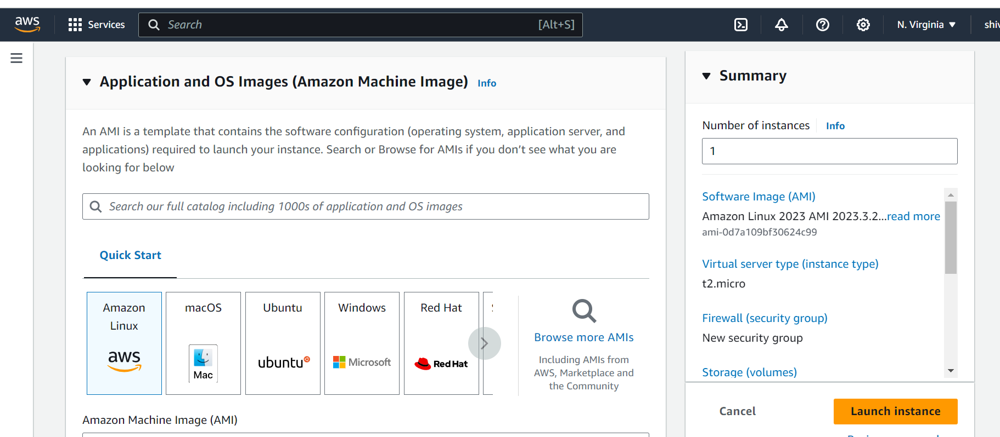 aws
Services
Search
[Alt+S]
N. Virginia
Application and OS Images (Amazon Machine Image) Info
An AMI is a template that contains the software configuration (operating system, application server, and
applications) required to launch your instance. Search or Browse for AMIs if you don’t see what you are
looking for below
Search our full catalog including 1000s of application and OS images
Quick Start
Amazon
Linux
aws
macOS
Mac
Ubuntu
ubuntu
Windows
Microsoft
Red Hat
Red Hat
Browse more AMIs
Including AMIs from
AWS, Marketplace and
the Community
Amazon Machine Image (AMI)
Summary
Number of instances Info
1
Software Image (AMI)
Amazon Linux 2023 AMI 2023.3.2...read more
ami-0d7a109bf30624c99
Virtual server type (instance type)
t2.micro
Firewall (security group)
New security group
Storage (volumes)
Cancel
Launch instance